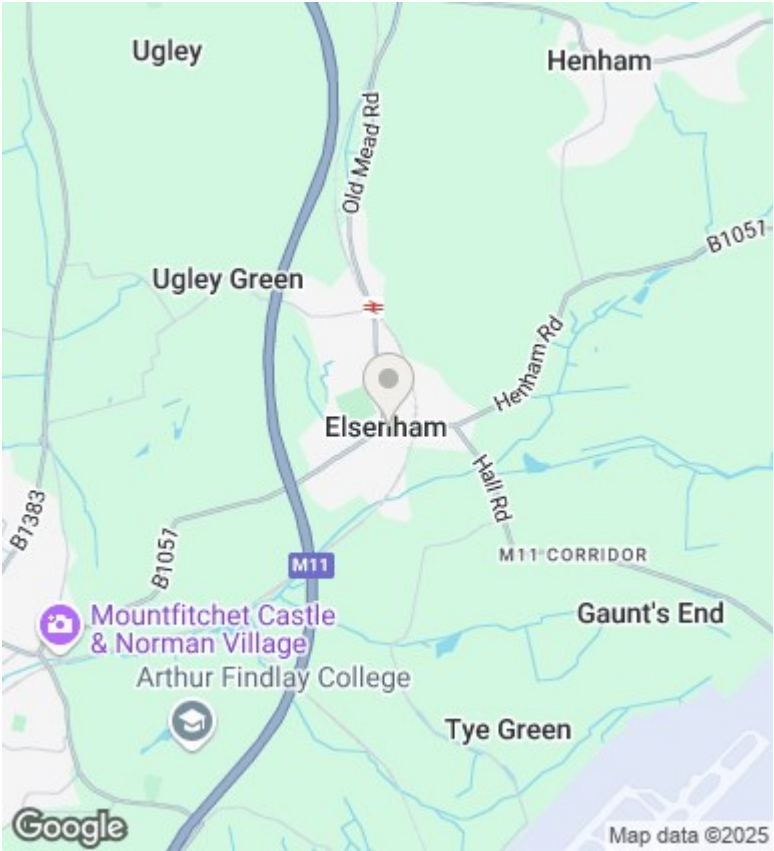 Ugley
Henham
Old Mead Rd
B1051
Ugley Green
Henham Rd
Elsenham
Hall Rd
B1383
B1051
M11 CORRIDOR
M11
Gaunt's End
Mountfitchet Castle
& Norman Village
Arthur Findlay College
Tye Green
Google
Map data ©2025